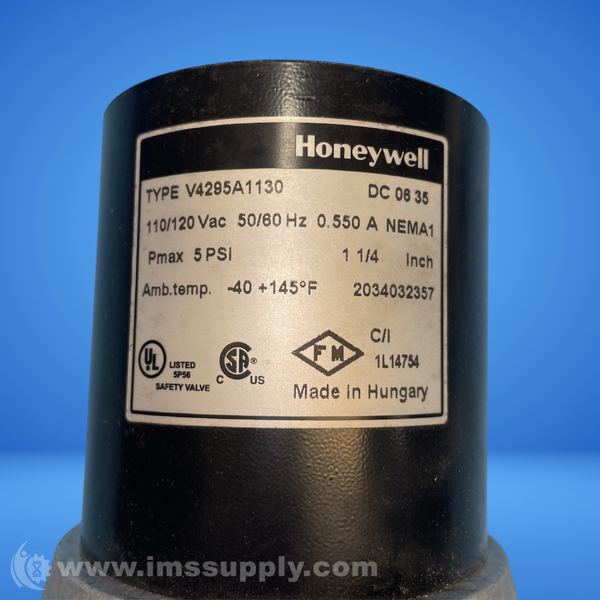 Honeywell
TYPE V4295A1130 DC 06 35
110/120 Vac 50/60 Hz 0.550 A NEMA1
Pmax 5 PSI 1 1/4 Inch
Amb.temp. -40 +145°F 2034032357
UL LISTED
5P56
SAFETY VALVE
C SA ® US
FM
C/I
1L14754
Made in Hungary
www.imssupply.com